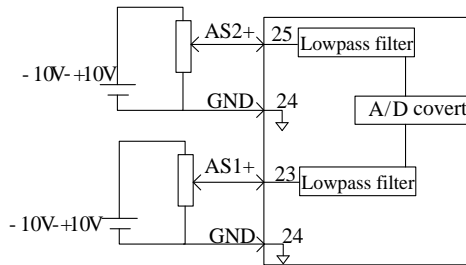 AS2+ 25
Lowpass filter
- 10V-+10V
GND 24
A/D covert
AS1+ 23
Lowpass filter
-10V-+10V
GND 24